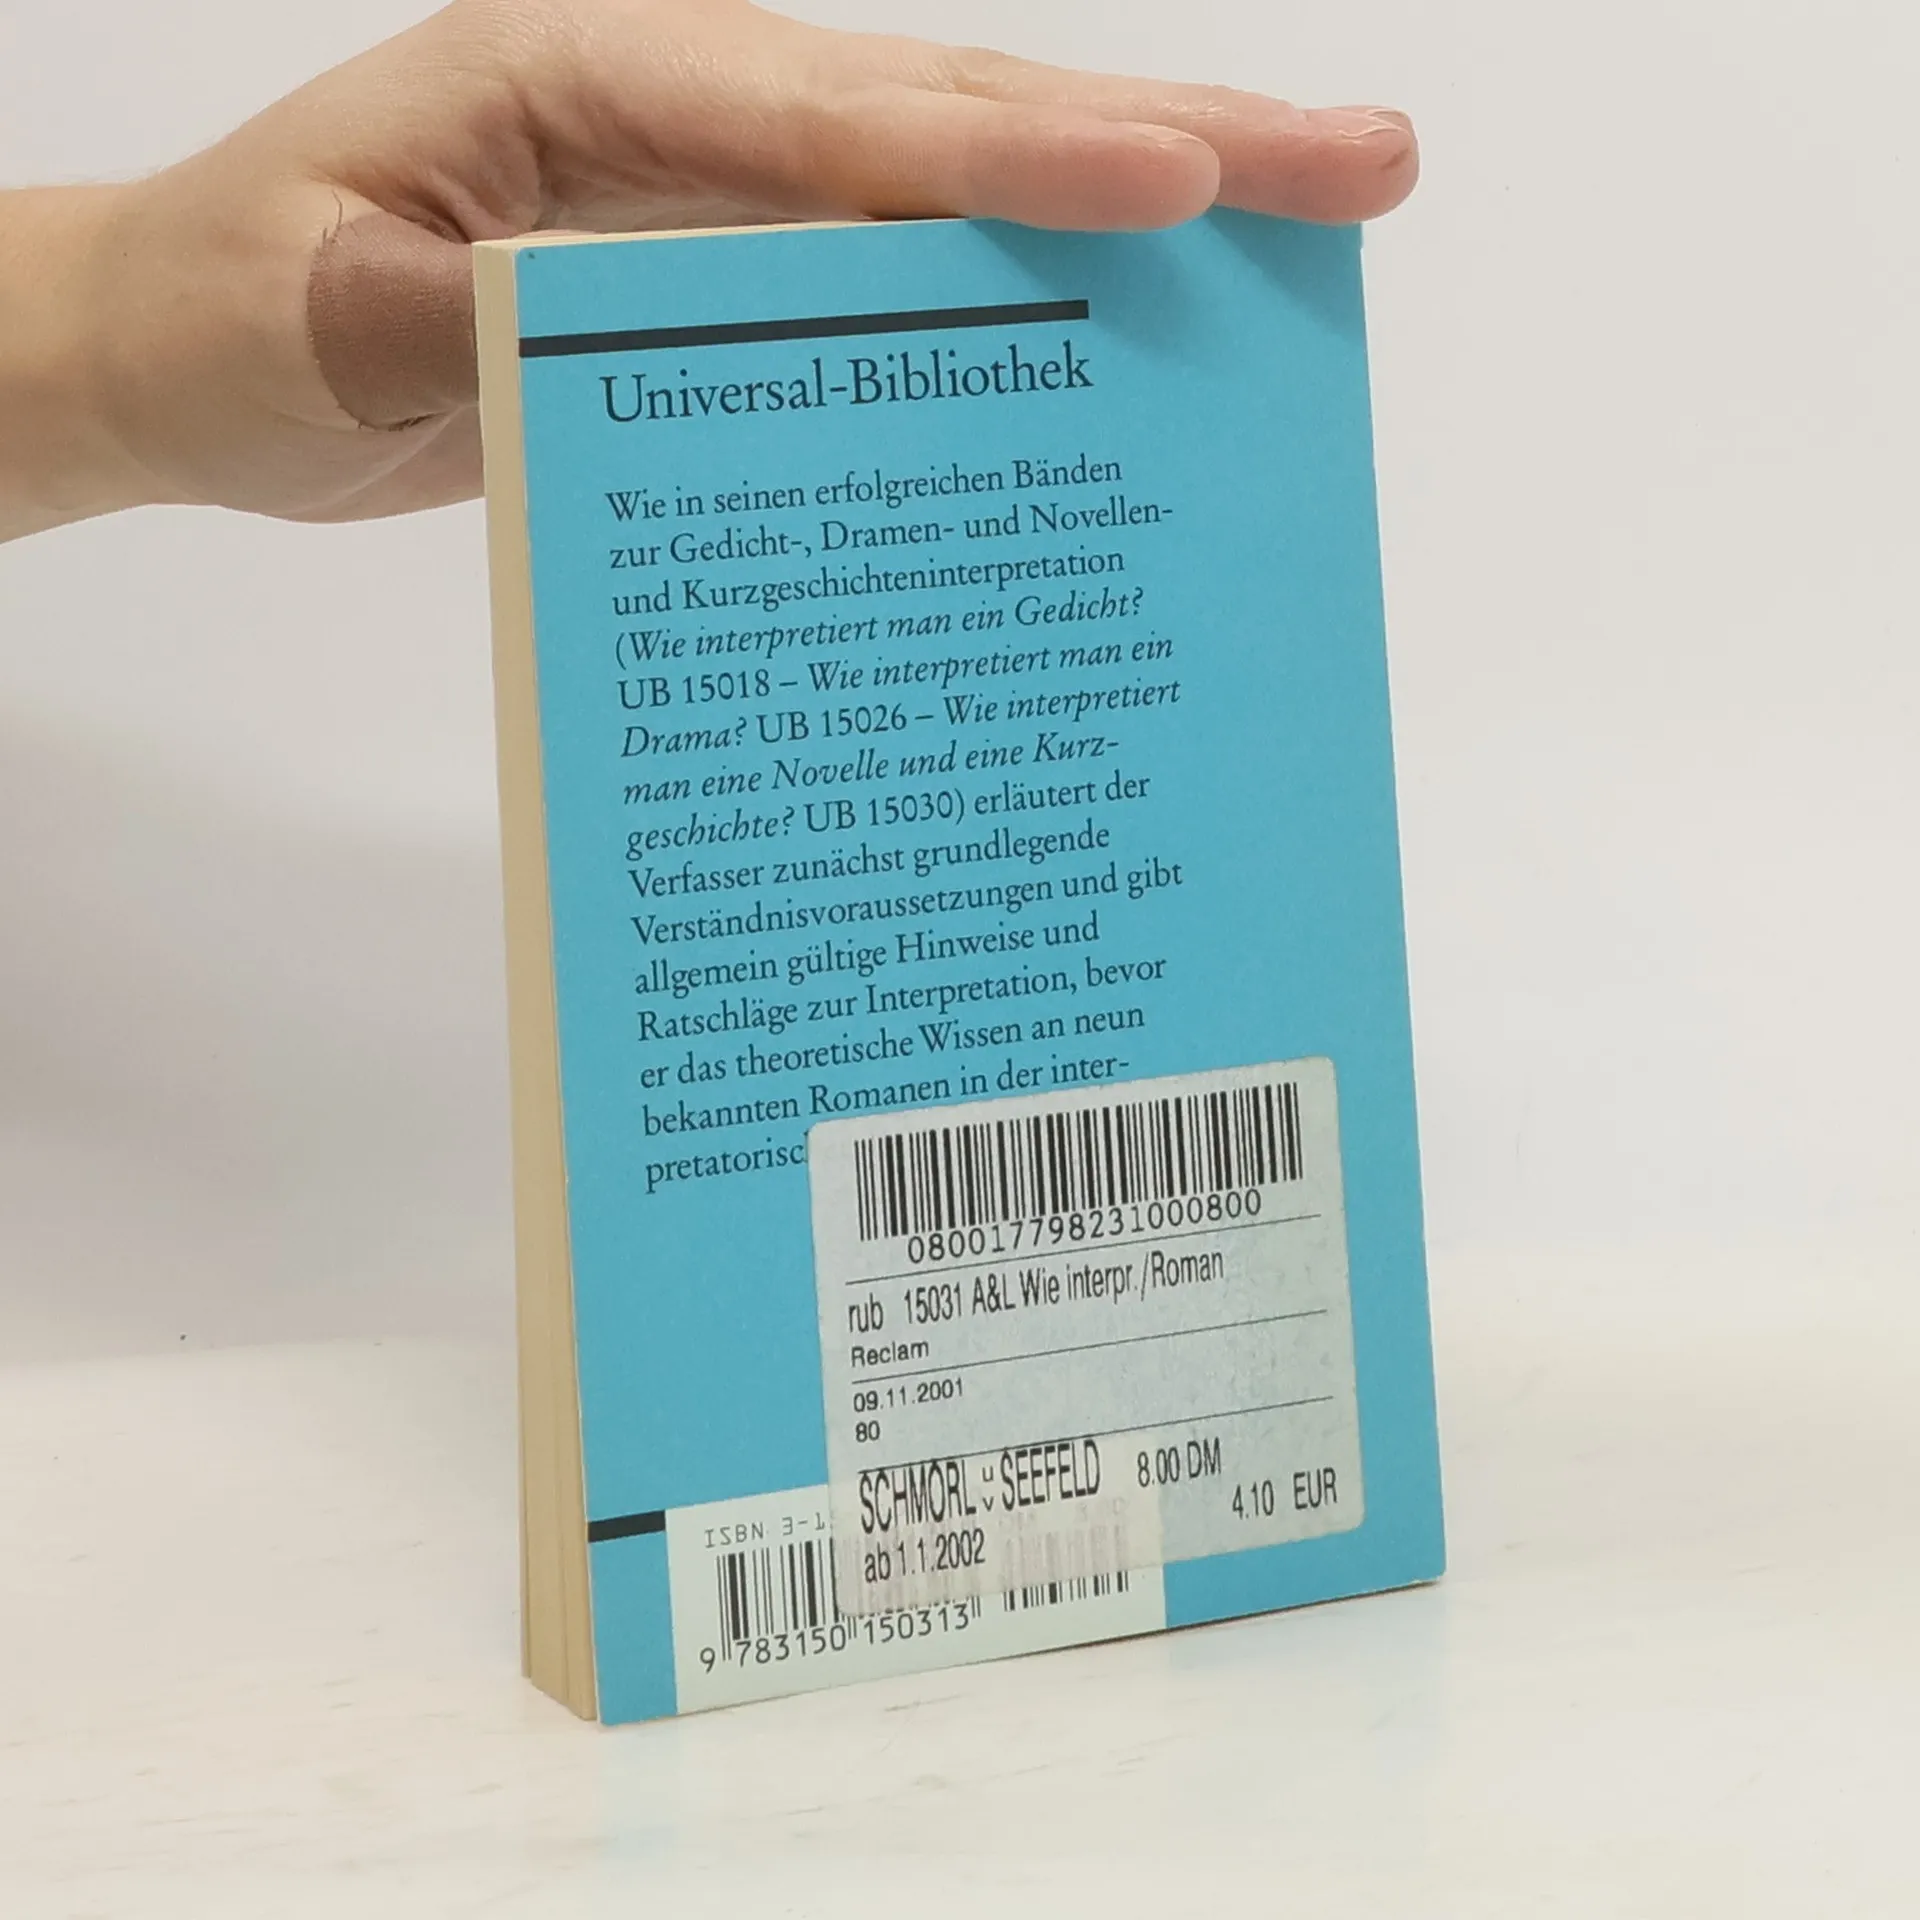 Universal-Bibliothek
Wie in seinen erfolgreichen Bänden
zur Gedicht-, Dramen- und Novellen-
und Kurzgeschichteninterpretation
(Wie interpretiert man ein Gedicht?
UB 15018 – Wie interpretiert man ein
Drama? UB 15026 – Wie interpretiert
man eine Novelle und eine Kurz-
geschichte? UB 15030) erläutert der
Verfasser zunächst grundlegende
Verständnisvoraussetzungen und gibt
allgemein gültige Hinweise und
Ratschläge zur Interpretation, bevor
er das theoretische Wissen an neun
bekannten Romanen in der inter-
080017798231000800
rub 15031 A&L Wie interpr./Roman
Reclam
09.11.2001
80
SCHMORL u v SEEFELD 8.00 DM
4.10 EUR
ab 1.1.2002
ISBN 3-1
9 783150 150313